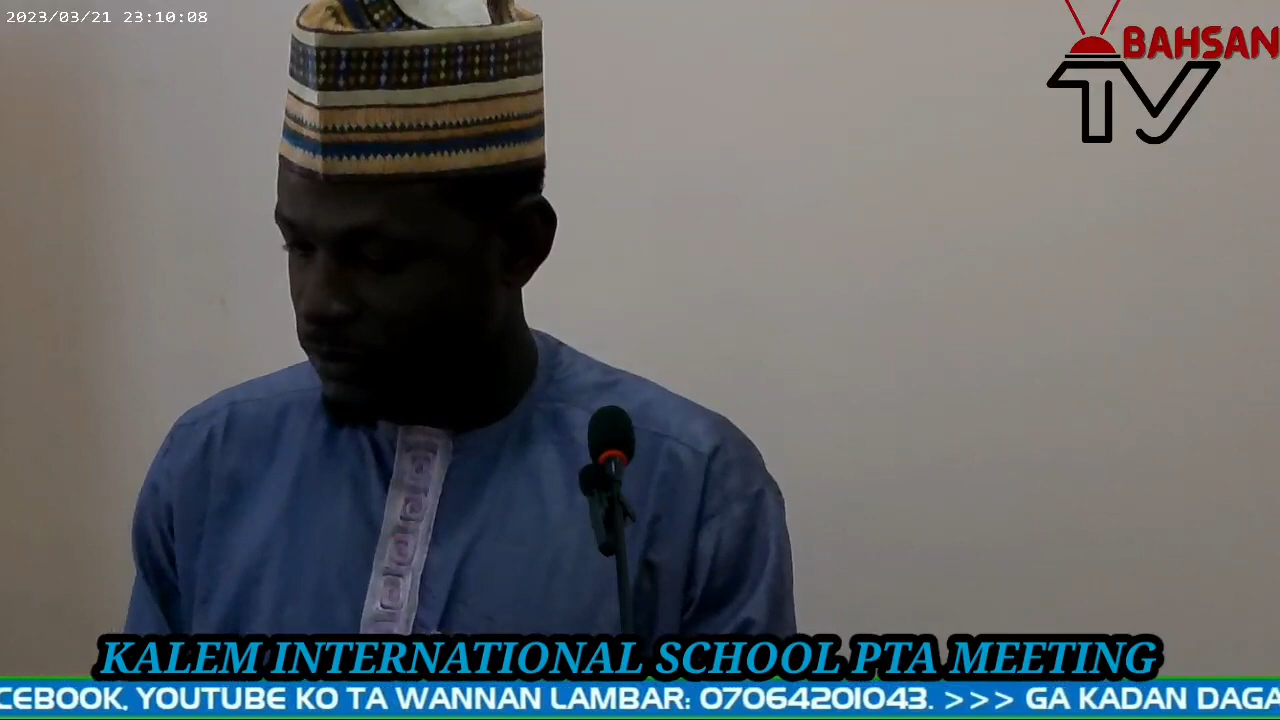 2023/03/21 23:10:08
BAHSAN
TV
KALEM INTERNATIONAL SCHOOL PTA MEETING
CEBOOK, YOUTUBE KO TA WANNAN LAMBAR: 07064201043. >>> GA KADAN DAGA